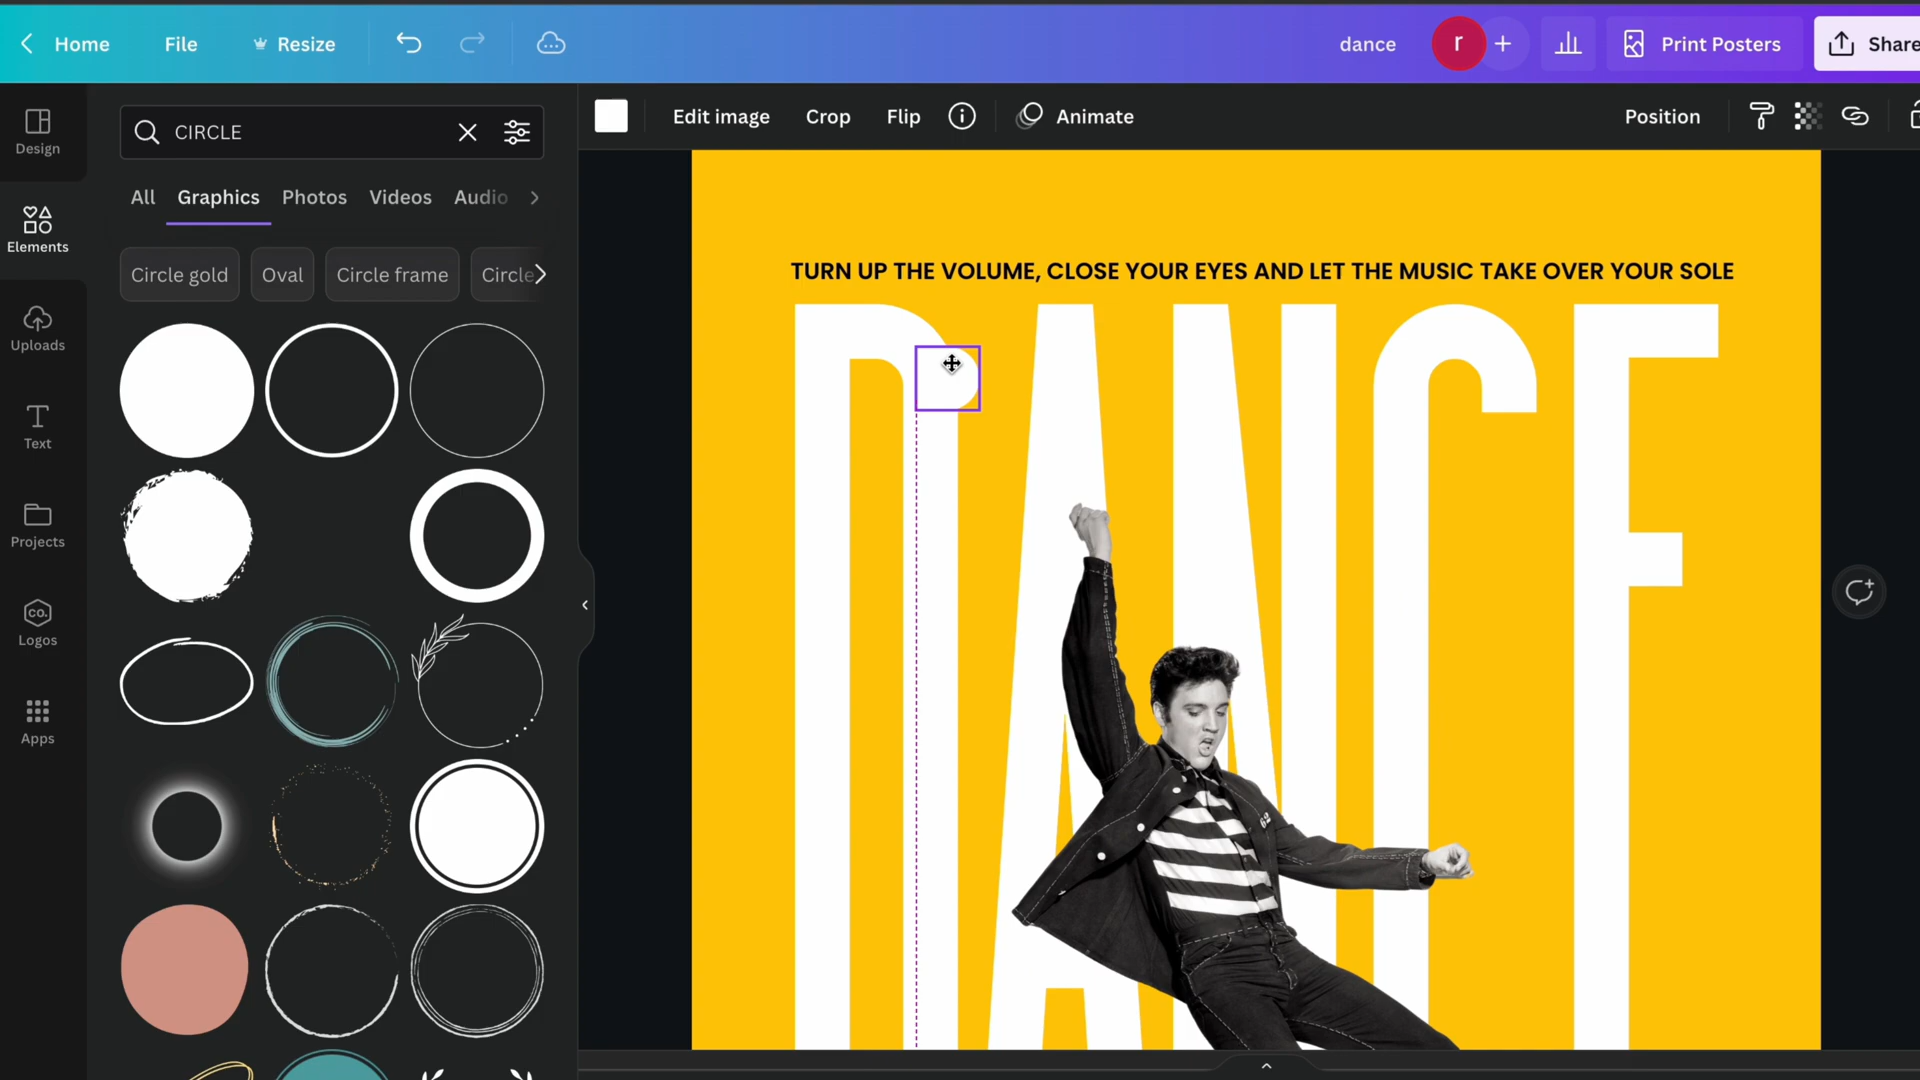 Home File Resize dance r + Print Posters Share
CIRCLE
Edit image Crop Flip Animate Position
Design
All Graphics Photos Videos Audio
Elements
Circle gold Oval Circle frame Circle
Uploads
Text
Projects
CO.
Logos
Apps
TURN UP THE VOLUME, CLOSE YOUR EYES AND LET THE MUSIC TAKE OVER YOUR SOLE
DANCE